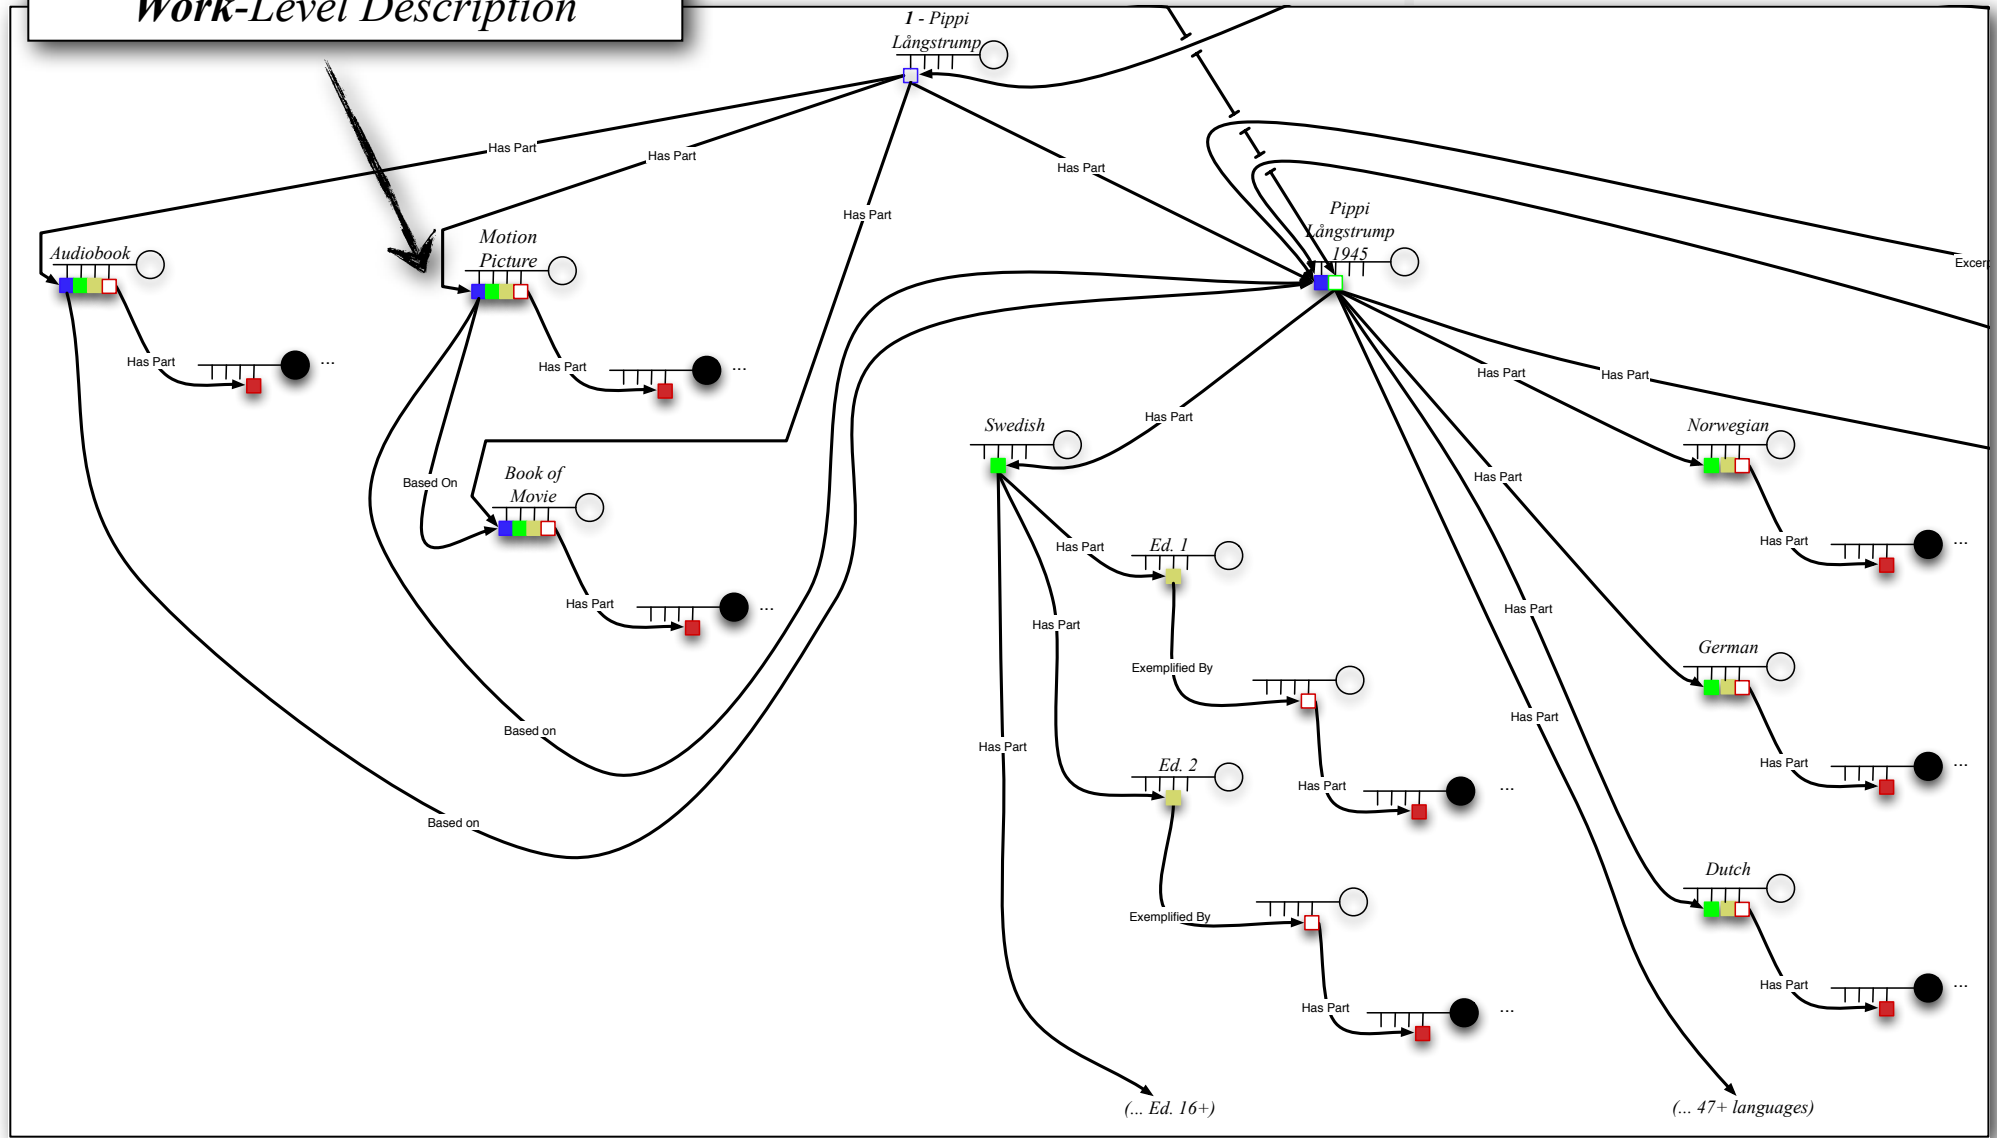 Work-Level Description
1 - Pippi
Långstrump
Has Part
Has Part
Has Part
Has Part
Pippi
Långstrump
1945
Audiobook
Motion
Picture
Has Part
Has Part
Has Part
Has Part
Swedish
Has Part
Norwegian
Based On
Book of
Movie
Has Part
Has Part
Ed. 1
Has Part
Has Part
Has Part
Has Part
Exemplified By
German
Has Part
Based on
Has Part
Ed. 2
Has Part
Has Part
Based on
Dutch
Exemplified By
Has Part
Has Part
(... Ed. 16+)
(... 47+ languages)